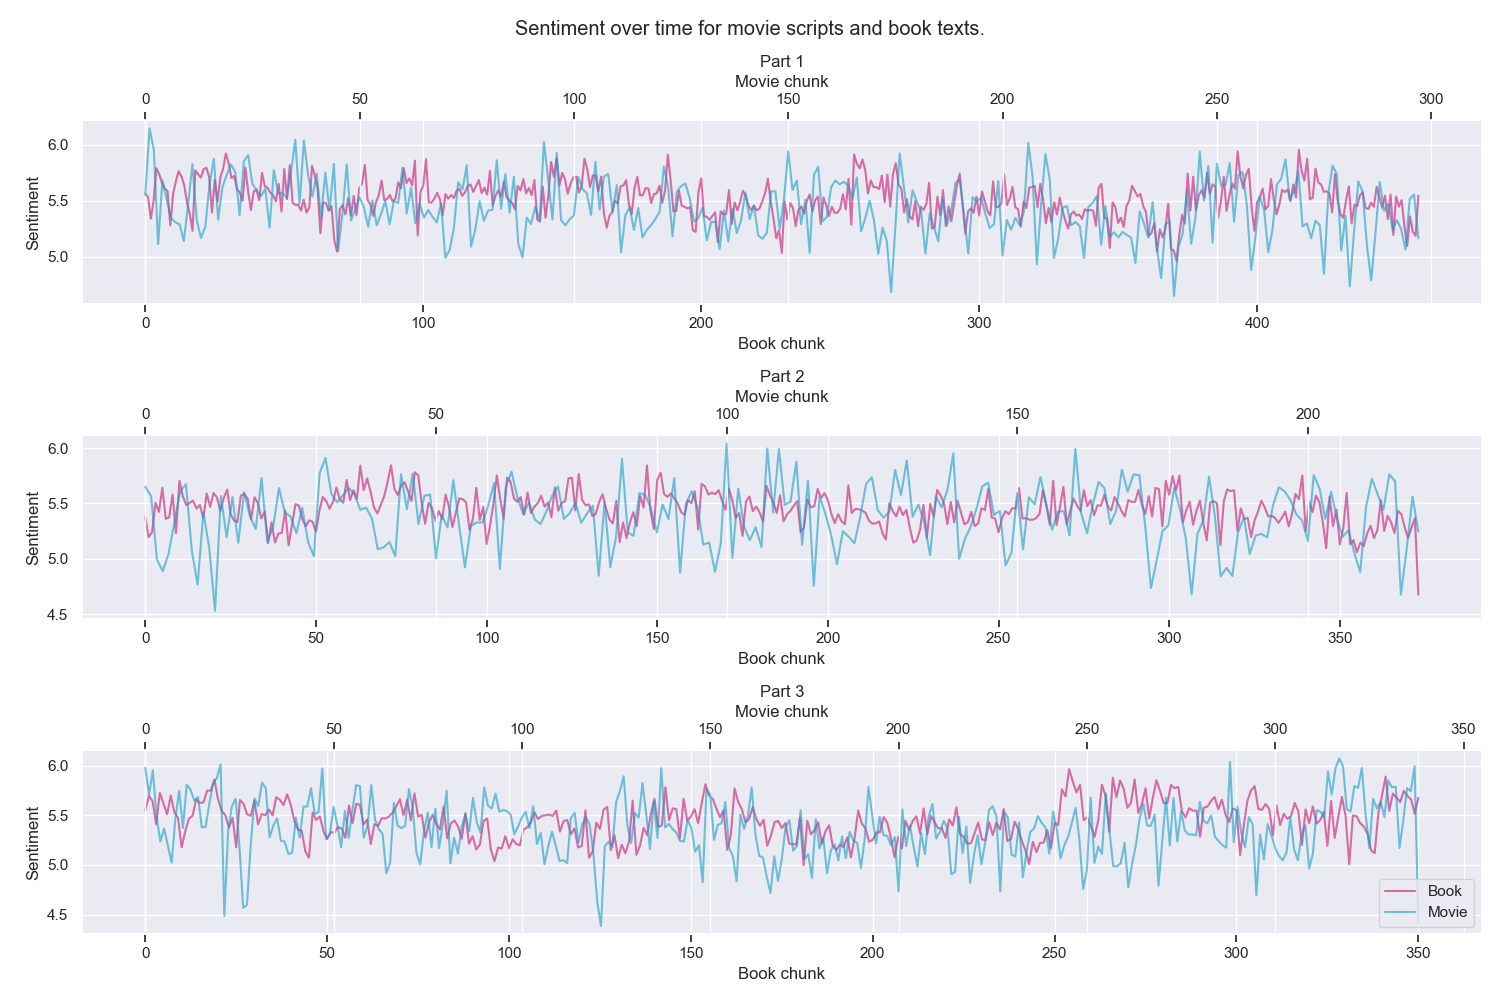 Sentiment over time for movie scripts and book texts.
Part 1
Movie chunk
0 50 100 150 200 250 300
6.0
5.5
5.0
Sentiment
0 100 200 300 400
Book chunk
Part 2
Movie chunk
0 50 100 150 200
6.0
5.5
5.0
4.5
Sentiment
0 50 100 150 200 250 300 350
Book chunk
Part 3
Movie chunk
0 50 100 150 200 250 300 350
6.0
5.5
5.0
4.5
Sentiment
Book
Movie
0 50 100 150 200 250 300 350
Book chunk